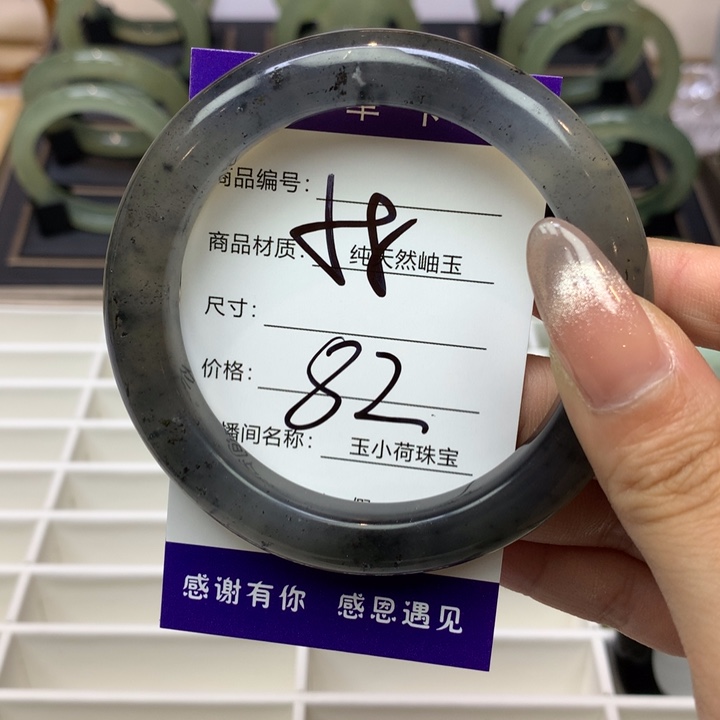 商品编号:
58
商品材质: 纯天然岫玉
尺寸:
价格: 82
播间名称: 玉小荷珠宝
感谢有你 感恩遇见